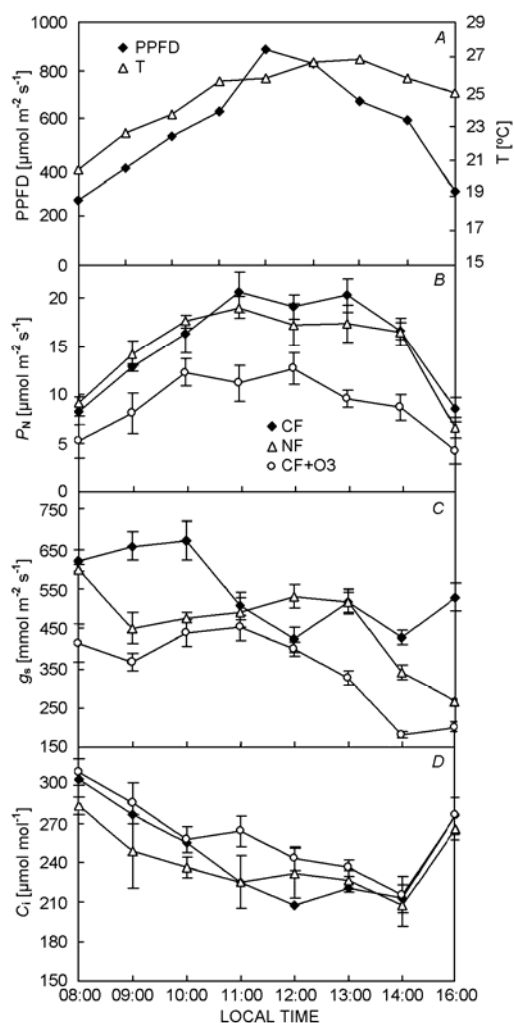 A
PPFD
T
PPFD [µmol m⁻² s⁻¹]
1000
800
600
400
200
0
T [ºC]
29
27
25
23
21
19
17
15
B
CF
NF
CF+O3
P_N [µmol m⁻² s⁻¹]
20
15
10
5
0
C
g_s [mmol m⁻² s⁻¹]
750
650
550
450
350
150
D
C_i [µmol mol⁻¹]
300
270
240
210
180
150
08:00 09:00 10:00 11:00 12:00 13:00 14:00 16:00
LOCAL TIME